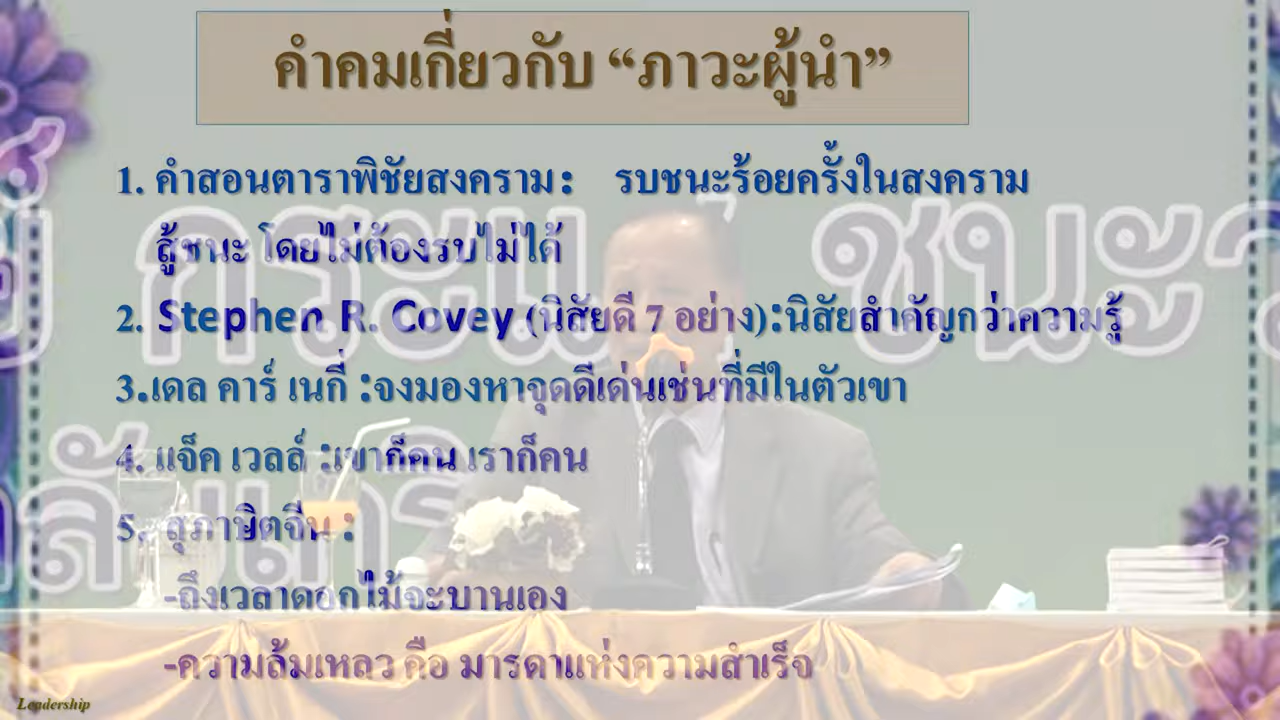 คำคมเกี่ยวกับ “ภาวะผู้นำ”
1. คำสอนตาราพิชัยสงคราม: รบชนะร้อยครั้งในสงคราม
สู้ชนะ โดยไม่ต้องรบไม่ได้
2. Stephen R. Covey (นิสัยดี 7 อย่าง):นิสัยสำคัญกว่าความรู้
3.เดล คาร์ เนกี่ :จงมองหาจุดดีเด่นเช่นที่มีในตัวเขา
4. แจ็ค เวลล์ :เขาก็คน เราก็คน
5. สุภาษิตจีน :
-ถึงเวลาดอกไม้จะบานเอง
-ความล้มเหลว คือ มารดาแห่งความสำเร็จ
Leadership